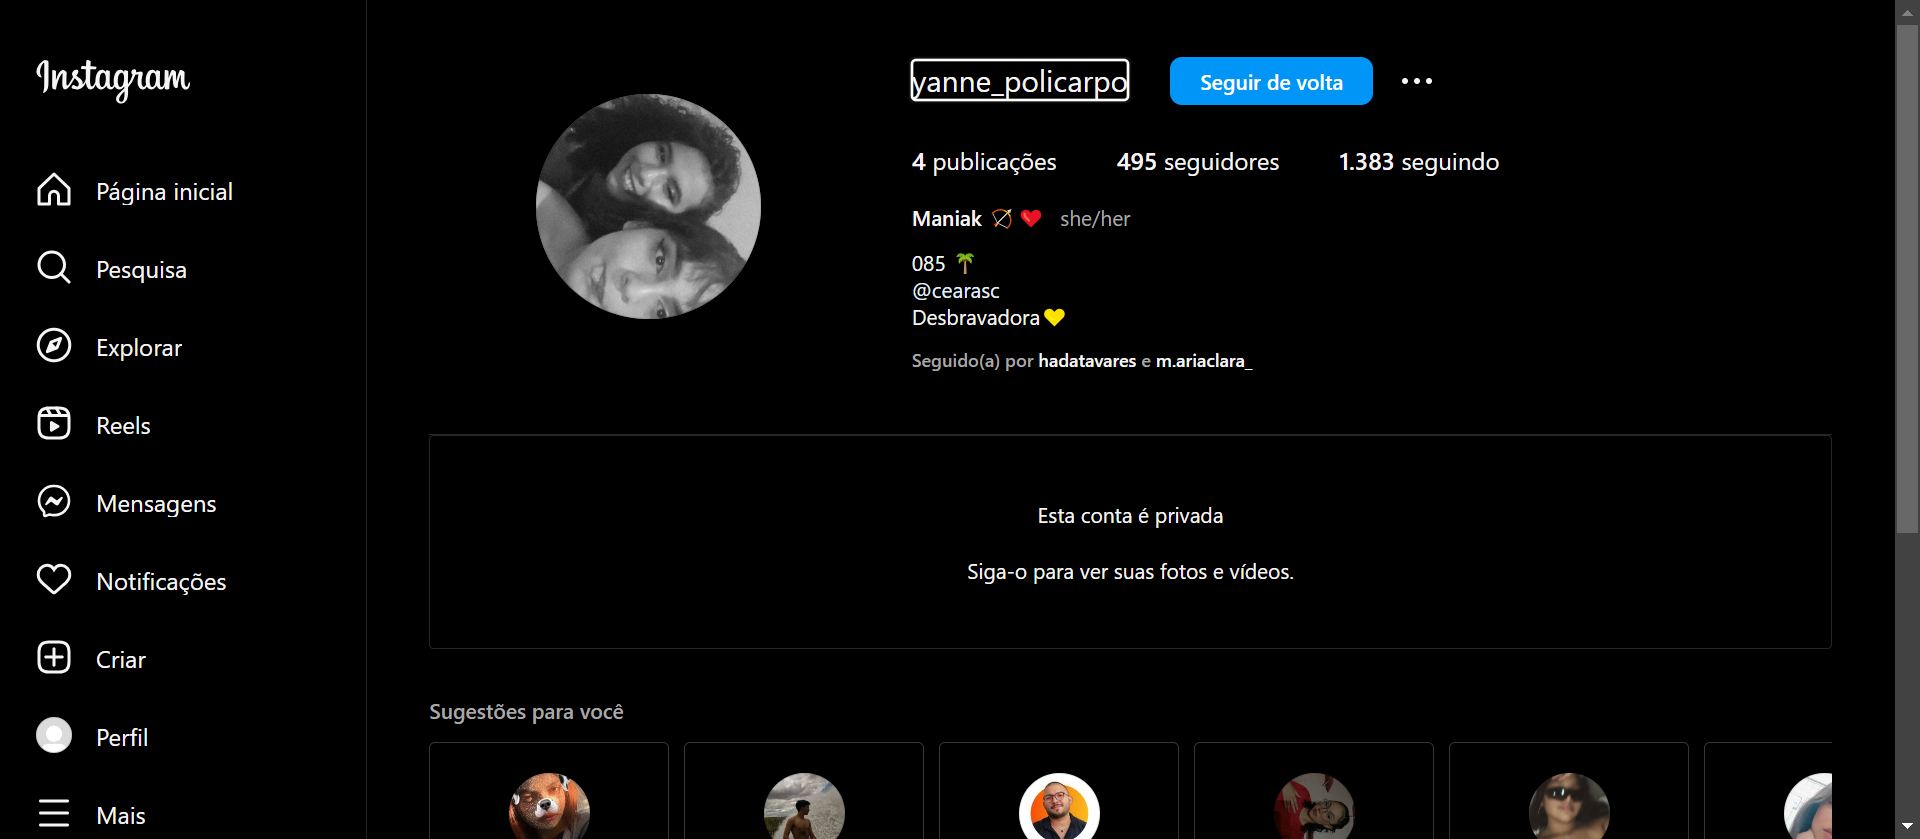 Instagram
Página inicial
Pesquisa
Explorar
Reels
Mensagens
Notificações
Criar
Perfil
Mais
yanne_policarpo
Seguir de volta
4 publicações 495 seguidores 1.383 seguindo
Maniak 🏹❤️ she/her
085 🌴
@cearasc
Desbravadora💛
Seguido(a) por hadatavares e m.ariaclara_
Esta conta é privada
Siga-o para ver suas fotos e vídeos.
Sugestões para você